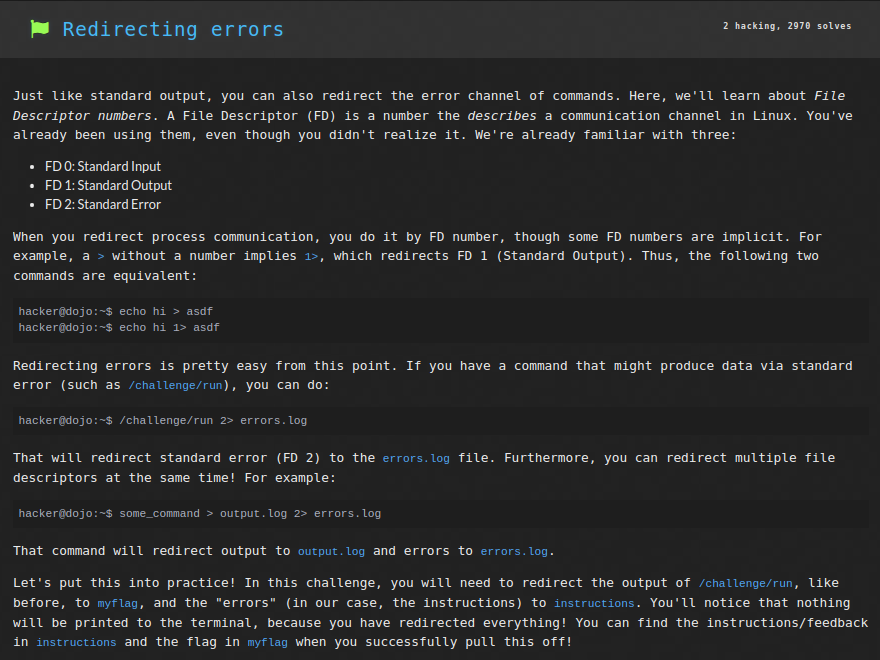 Redirecting errors
2 hacking, 2970 solves
Just like standard output, you can also redirect the error channel of commands. Here, we'll learn about File
Descriptor numbers. A File Descriptor (FD) is a number the describes a communication channel in Linux. You've
already been using them, even though you didn't realize it. We're already familiar with three:
• FD 0: Standard Input
• FD 1: Standard Output
• FD 2: Standard Error
When you redirect process communication, you do it by FD number, though some FD numbers are implicit. For
example, a > without a number implies 1>, which redirects FD 1 (Standard Output). Thus, the following two
commands are equivalent:
hacker@dojo:~$ echo hi > asdf
hacker@dojo:~$ echo hi 1> asdf
Redirecting errors is pretty easy from this point. If you have a command that might produce data via standard
error (such as /challenge/run), you can do:
hacker@dojo:~$ /challenge/run 2> errors.log
That will redirect standard error (FD 2) to the errors.log file. Furthermore, you can redirect multiple file
descriptors at the same time! For example:
hacker@dojo:~$ some_command > output.log 2> errors.log
That command will redirect output to output.log and errors to errors.log.
Let's put this into practice! In this challenge, you will need to redirect the output of /challenge/run, like
before, to myflag, and the "errors" (in our case, the instructions) to instructions. You'll notice that nothing
will be printed to the terminal, because you have redirected everything! You can find the instructions/feedback
in instructions and the flag in myflag when you successfully pull this off!